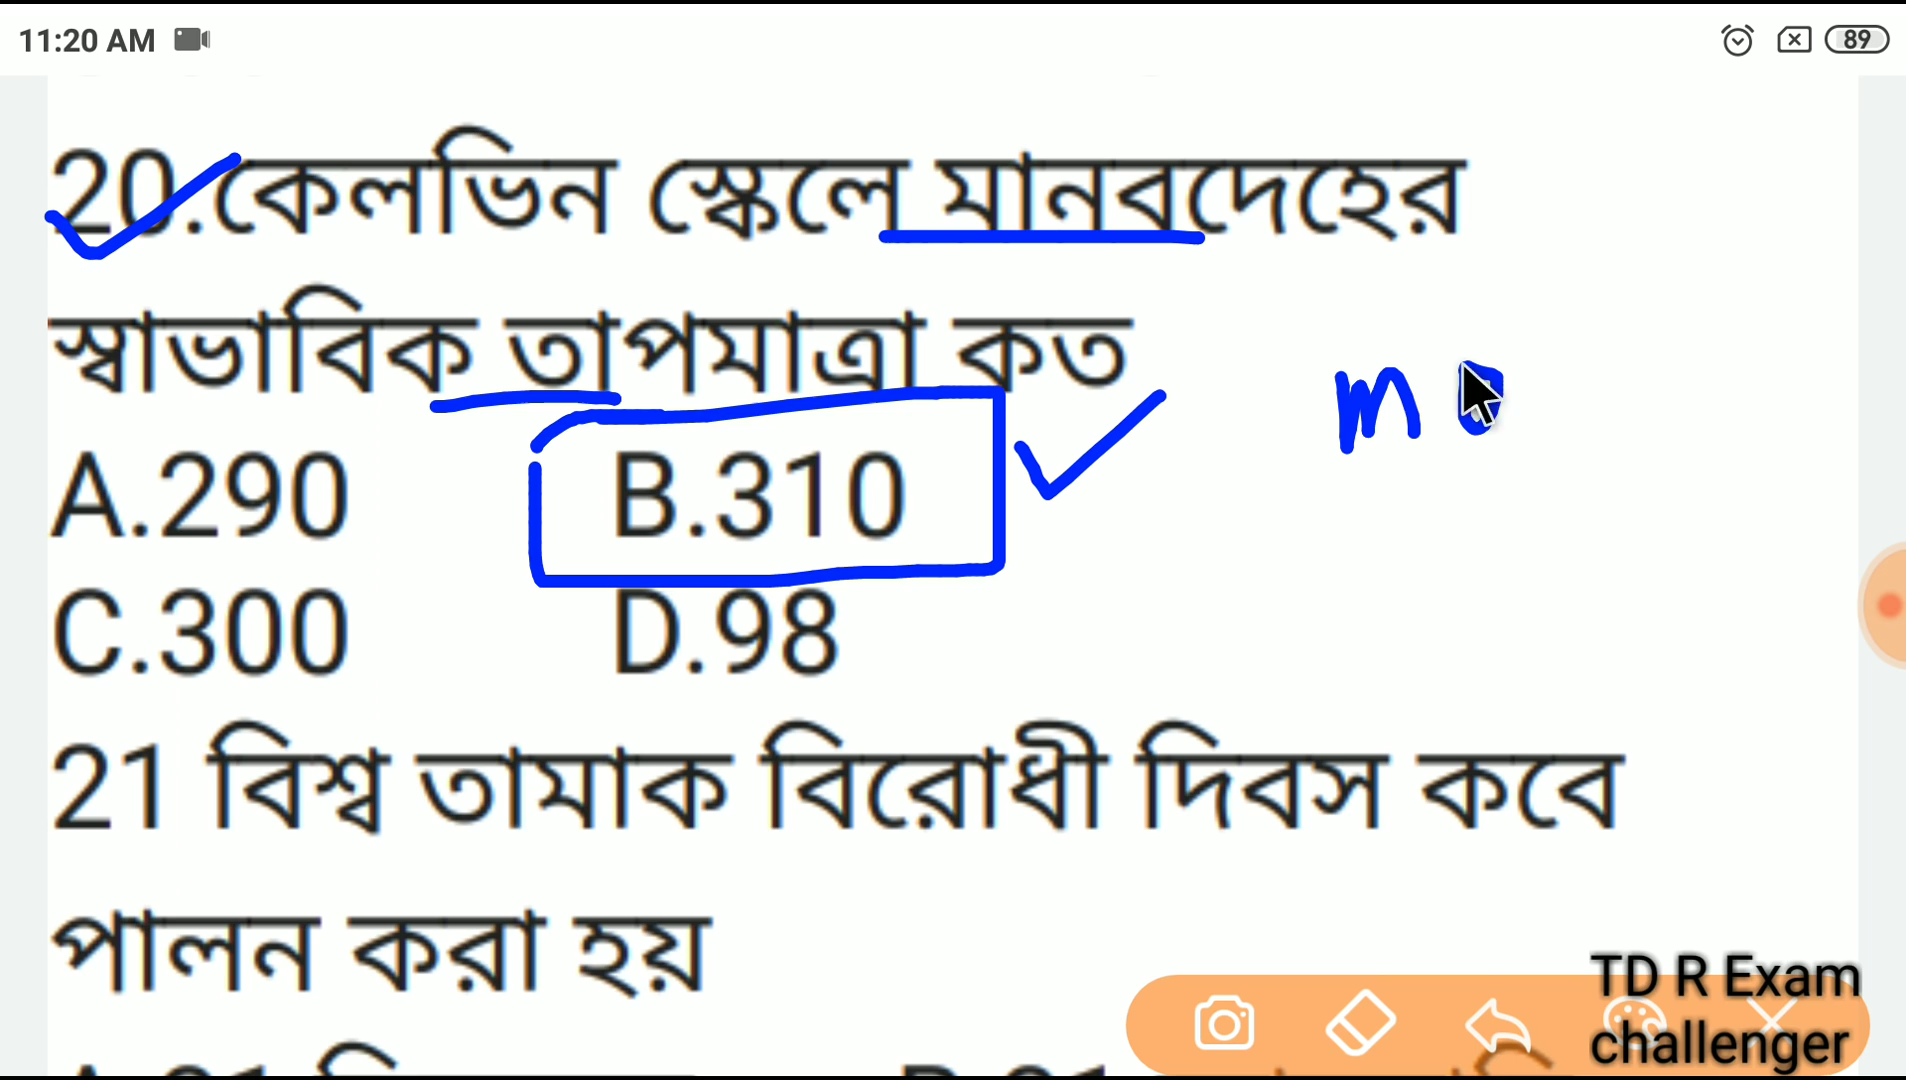 11:20 AM 89
20.কেলভিন স্কেলে মানবদেহের
স্বাভাবিক তাপমাত্রা কত
m
A.290 B.310
C.300 D.98
21 বিশ্ব তামাক বিরোধী দিবস কবে
পালন করা হয়
TD R Exam
challenger